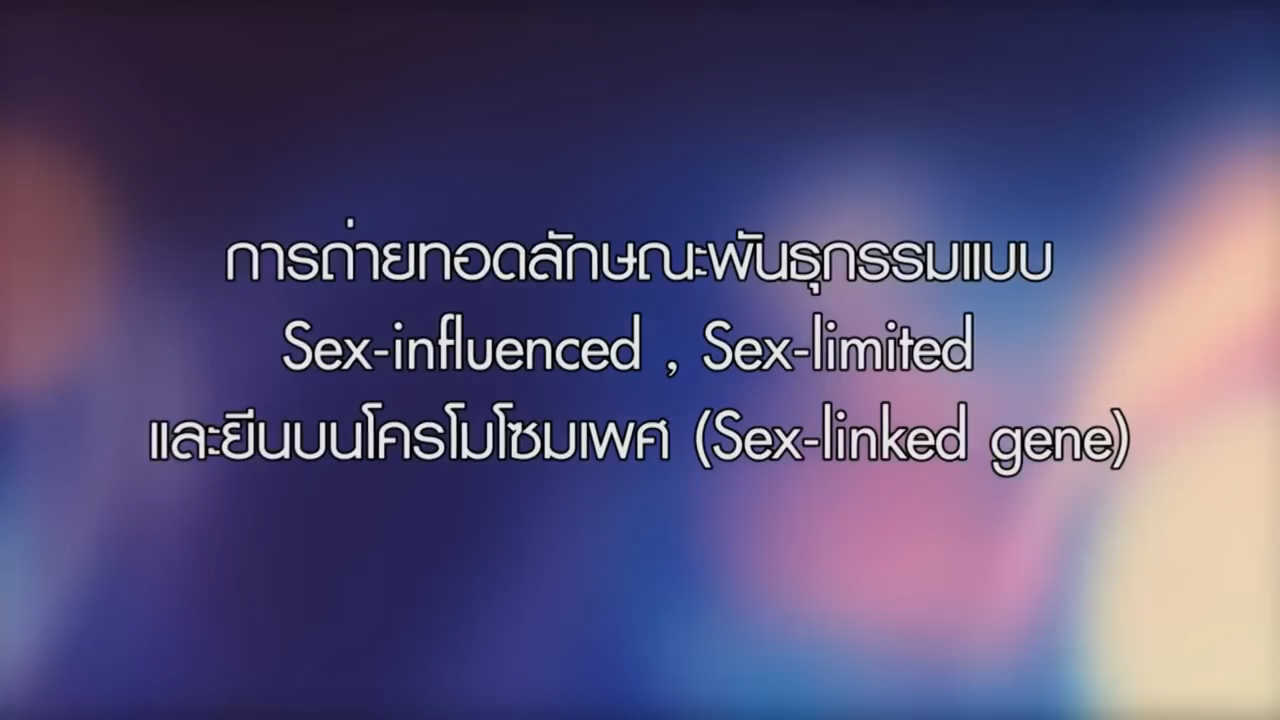 การถ่ายทอดลักษณะพันธุกรรมแบบ
Sex-influenced , Sex-limited
และยีนบนโครโมโซมเพศ (Sex-linked gene)